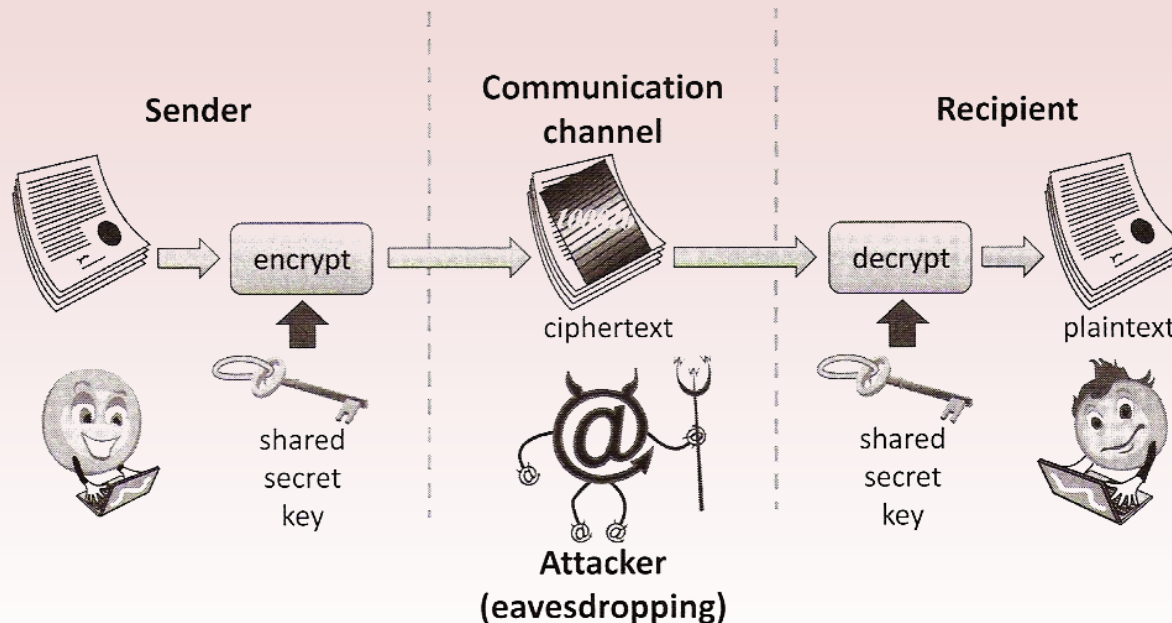 Sender
Communication
channel
Recipient
encrypt
decrypt
ciphertext
plaintext
shared
secret
key
@
shared
secret
key
Attacker
(eavesdropping)